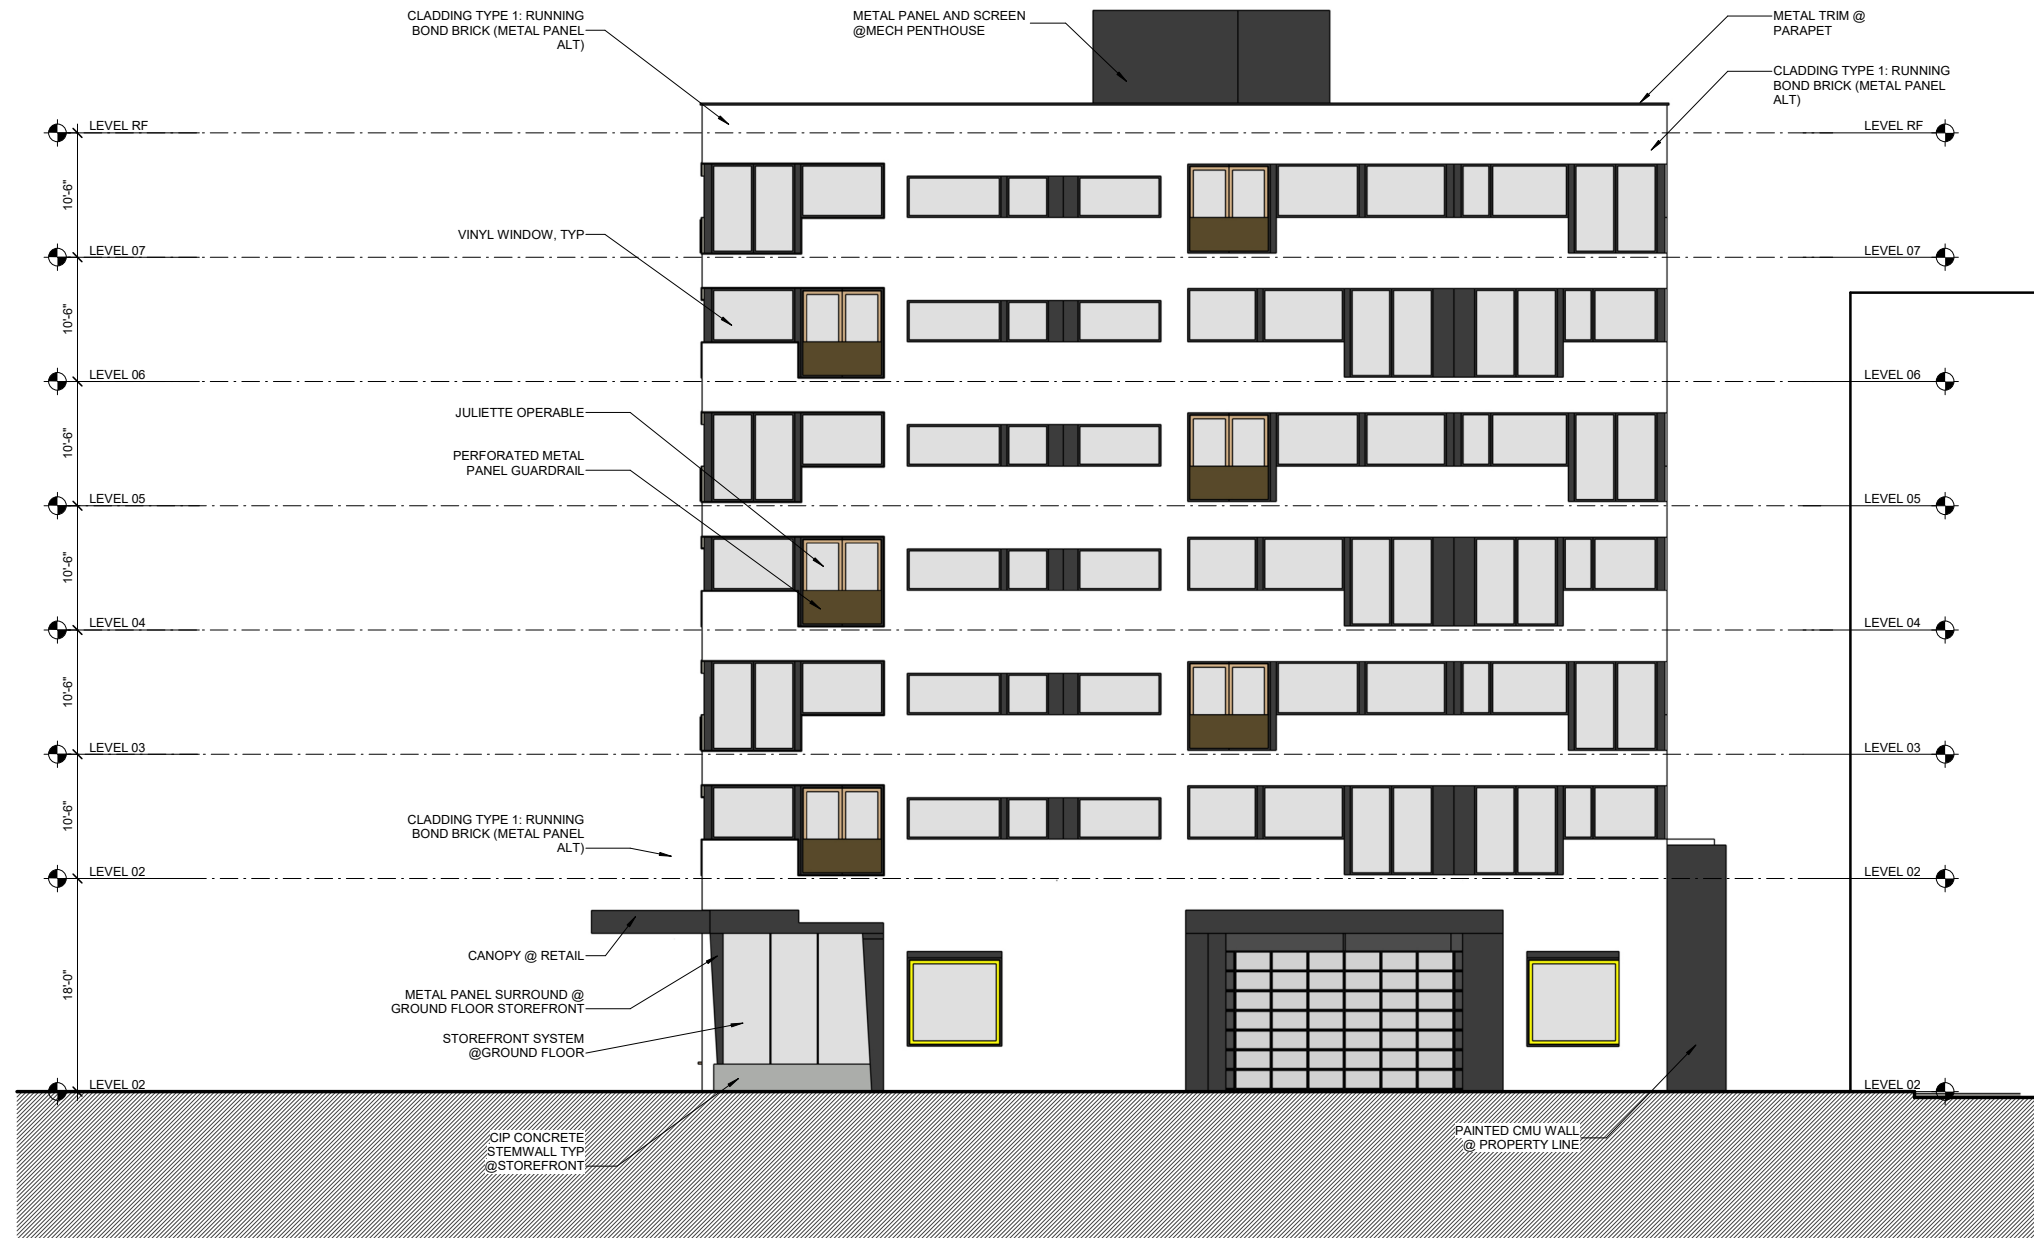 CLADDING TYPE 1: RUNNING
BOND BRICK (METAL PANEL
ALT)
METAL PANEL AND SCREEN
@MECH PENTHOUSE
METAL TRIM @
PARAPET
CLADDING TYPE 1: RUNNING
BOND BRICK (METAL PANEL
ALT)
LEVEL RF
LEVEL RF
10'-6"
VINYL WINDOW, TYP
LEVEL 07
LEVEL 07
10'-6"
LEVEL 06
LEVEL 06
JULIETTE OPERABLE
10'-6"
PERFORATED METAL
PANEL GUARDRAIL
LEVEL 05
LEVEL 05
10'-6"
LEVEL 04
LEVEL 04
10'-6"
LEVEL 03
LEVEL 03
10'-6"
CLADDING TYPE 1: RUNNING
BOND BRICK (METAL PANEL
ALT)
LEVEL 02
LEVEL 02
CANOPY @ RETAIL
18'-0"
METAL PANEL SURROUND @
GROUND FLOOR STOREFRONT
STOREFRONT SYSTEM
@GROUND FLOOR
LEVEL 02
LEVEL 02
CIP CONCRETE
STEMWALL TYP
@STOREFRONT
PAINTED CMU WALL
@ PROPERTY LINE